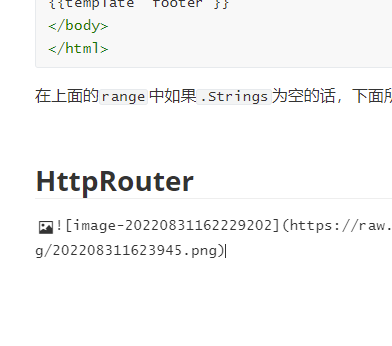 {{template "footer"}}
</body>
</html>
在上面的range中如果.Strings为空的话，下面
HttpRouter
![image-20220831162229202](https://raw.
g/202208311623945.png)